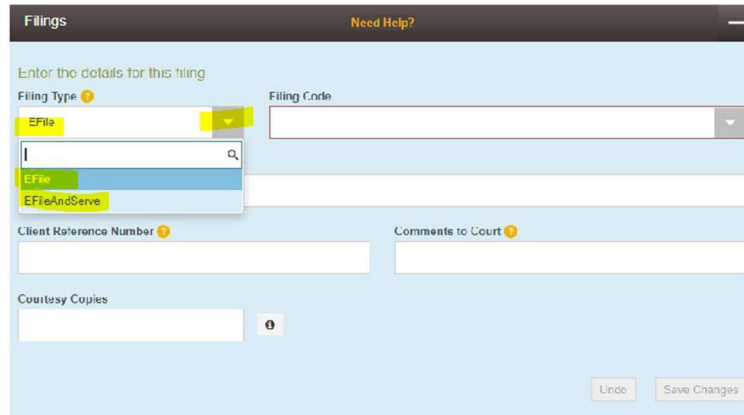 Filings Need Help?
Enter the details for this filing
Filing Type Filing Code
EFile
EFile
EFileAndServe
Client Reference Number Comments to Court
Courtesy Copies
Undo Save Changes